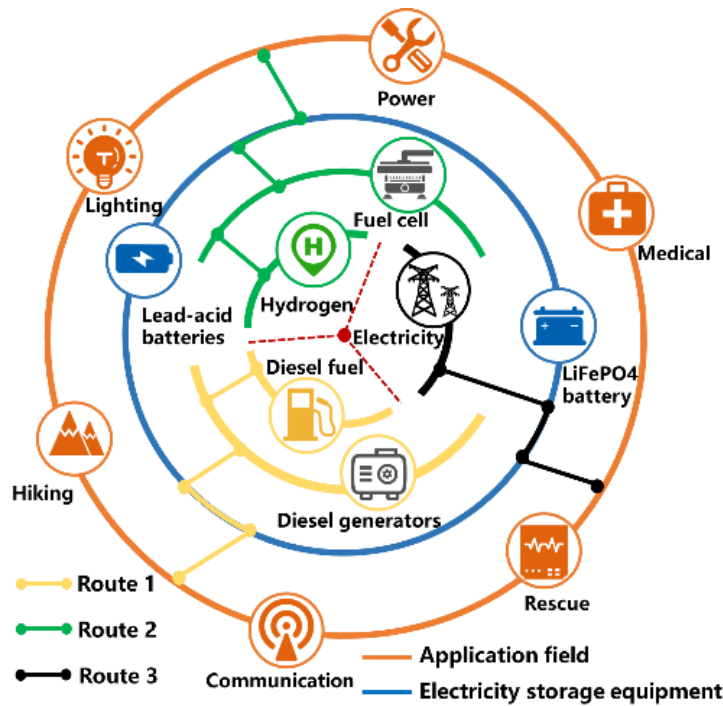 Power
Lighting
Medical
Fuel cell
H
Hydrogen
Lead-acid
batteries
Electricity
Diesel fuel
LiFePO4
battery
Hiking
Diesel generators
Route 1
Route 2
Route 3
Rescue
Communication
Application field
Electricity storage equipment